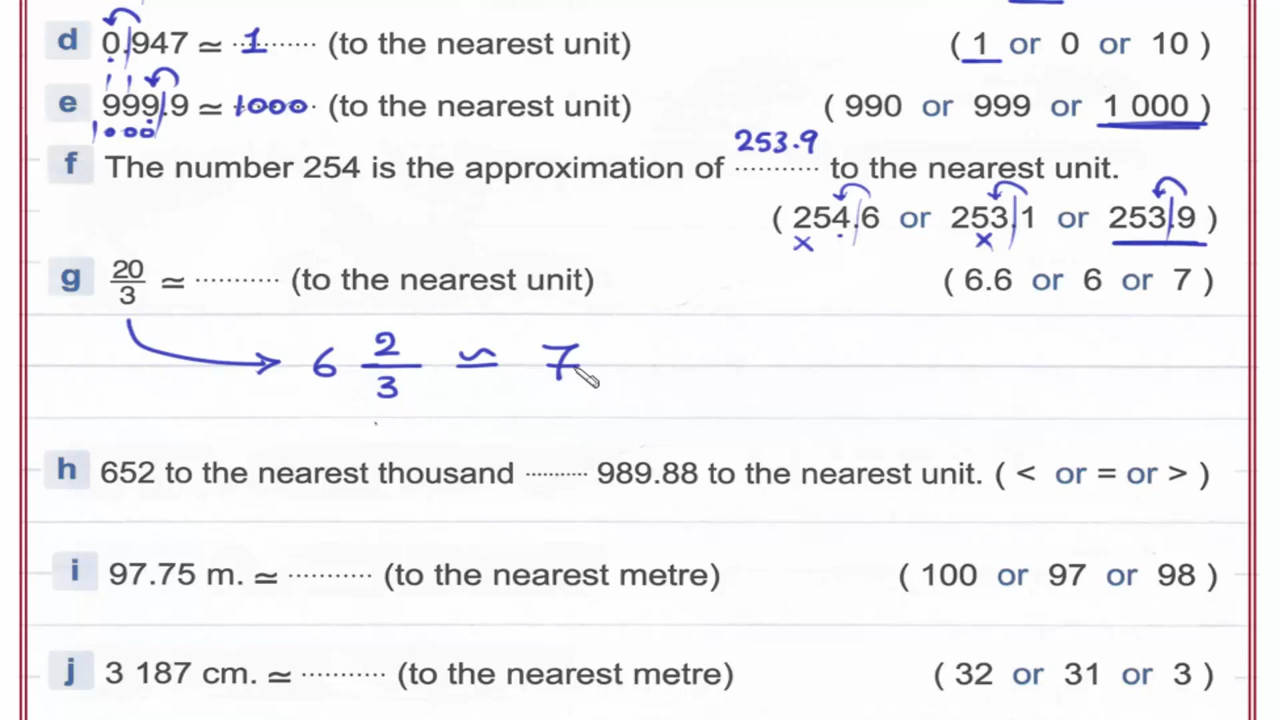 d 0.947 ≃ 1 (to the nearest unit) ( 1 or 0 or 10 )
1 1
e 999.9 ≃ 1000 (to the nearest unit) ( 990 or 999 or 1 000 )
1000
253.9
f The number 254 is the approximation of ........... to the nearest unit.
( 254.6 or 253.1 or 253.9 )
x x
g 20/3 ≃ ........... (to the nearest unit) ( 6.6 or 6 or 7 )
6 2/3 ≃ 7
h 652 to the nearest thousand .......... 989.88 to the nearest unit. ( < or = or > )
i 97.75 m. ≃ ........... (to the nearest metre) ( 100 or 97 or 98 )
j 3 187 cm. ≃ ........... (to the nearest metre) ( 32 or 31 or 3 )